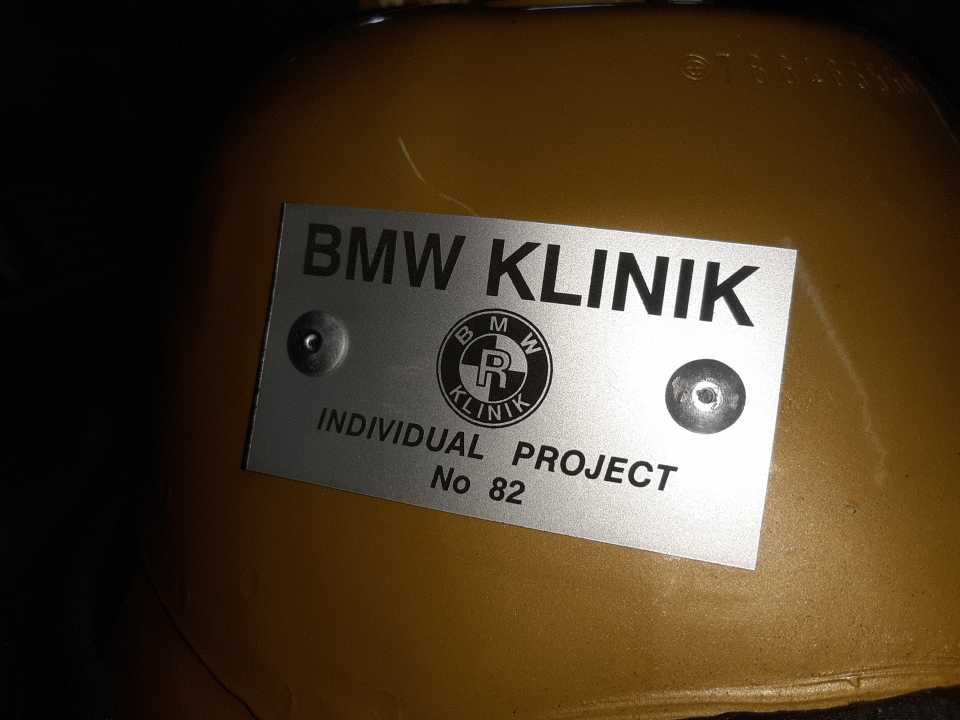 BMW KLINIK
BMW
R
KLINIK
INDIVIDUAL PROJECT
No 82